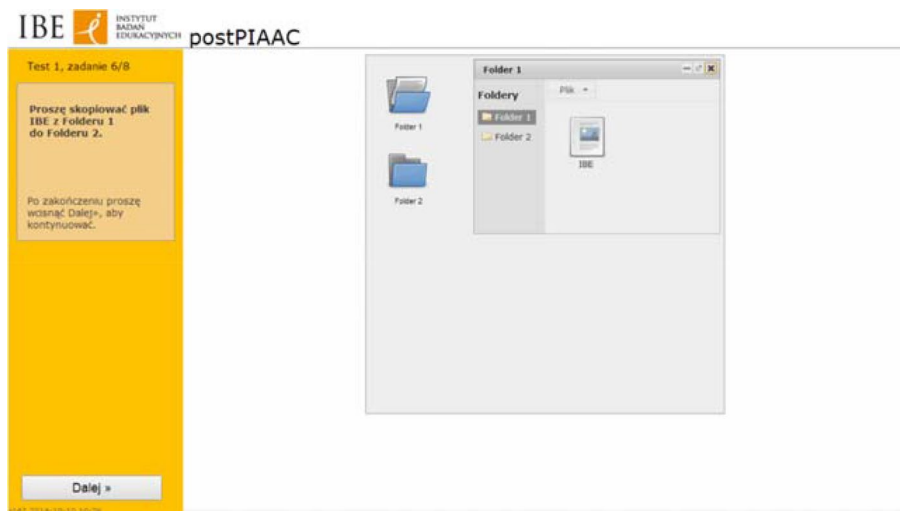 IBE INSTYTUT
BADAŃ
EDUKACYJNYCH
postPIAAC
Test 1, zadanie 6/8
Proszę skopiować plik
IBE z Folderu 1
do Folderu 2.
Po zakończeniu proszę
wcisnąć Dalej», aby
kontynuować.
Dalej »
Folder 1
Folder 2
Folder 1
Foldery
Plik
Folder 1
Folder 2
IBE